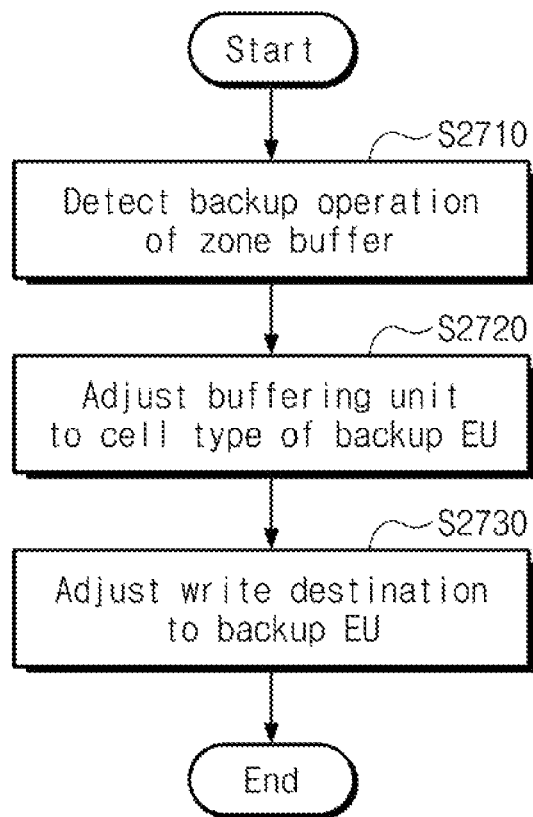 Start
S2710
Detect backup operation
of zone buffer
S2720
Adjust buffering unit
to cell type of backup EU
S2730
Adjust write destination
to backup EU
End